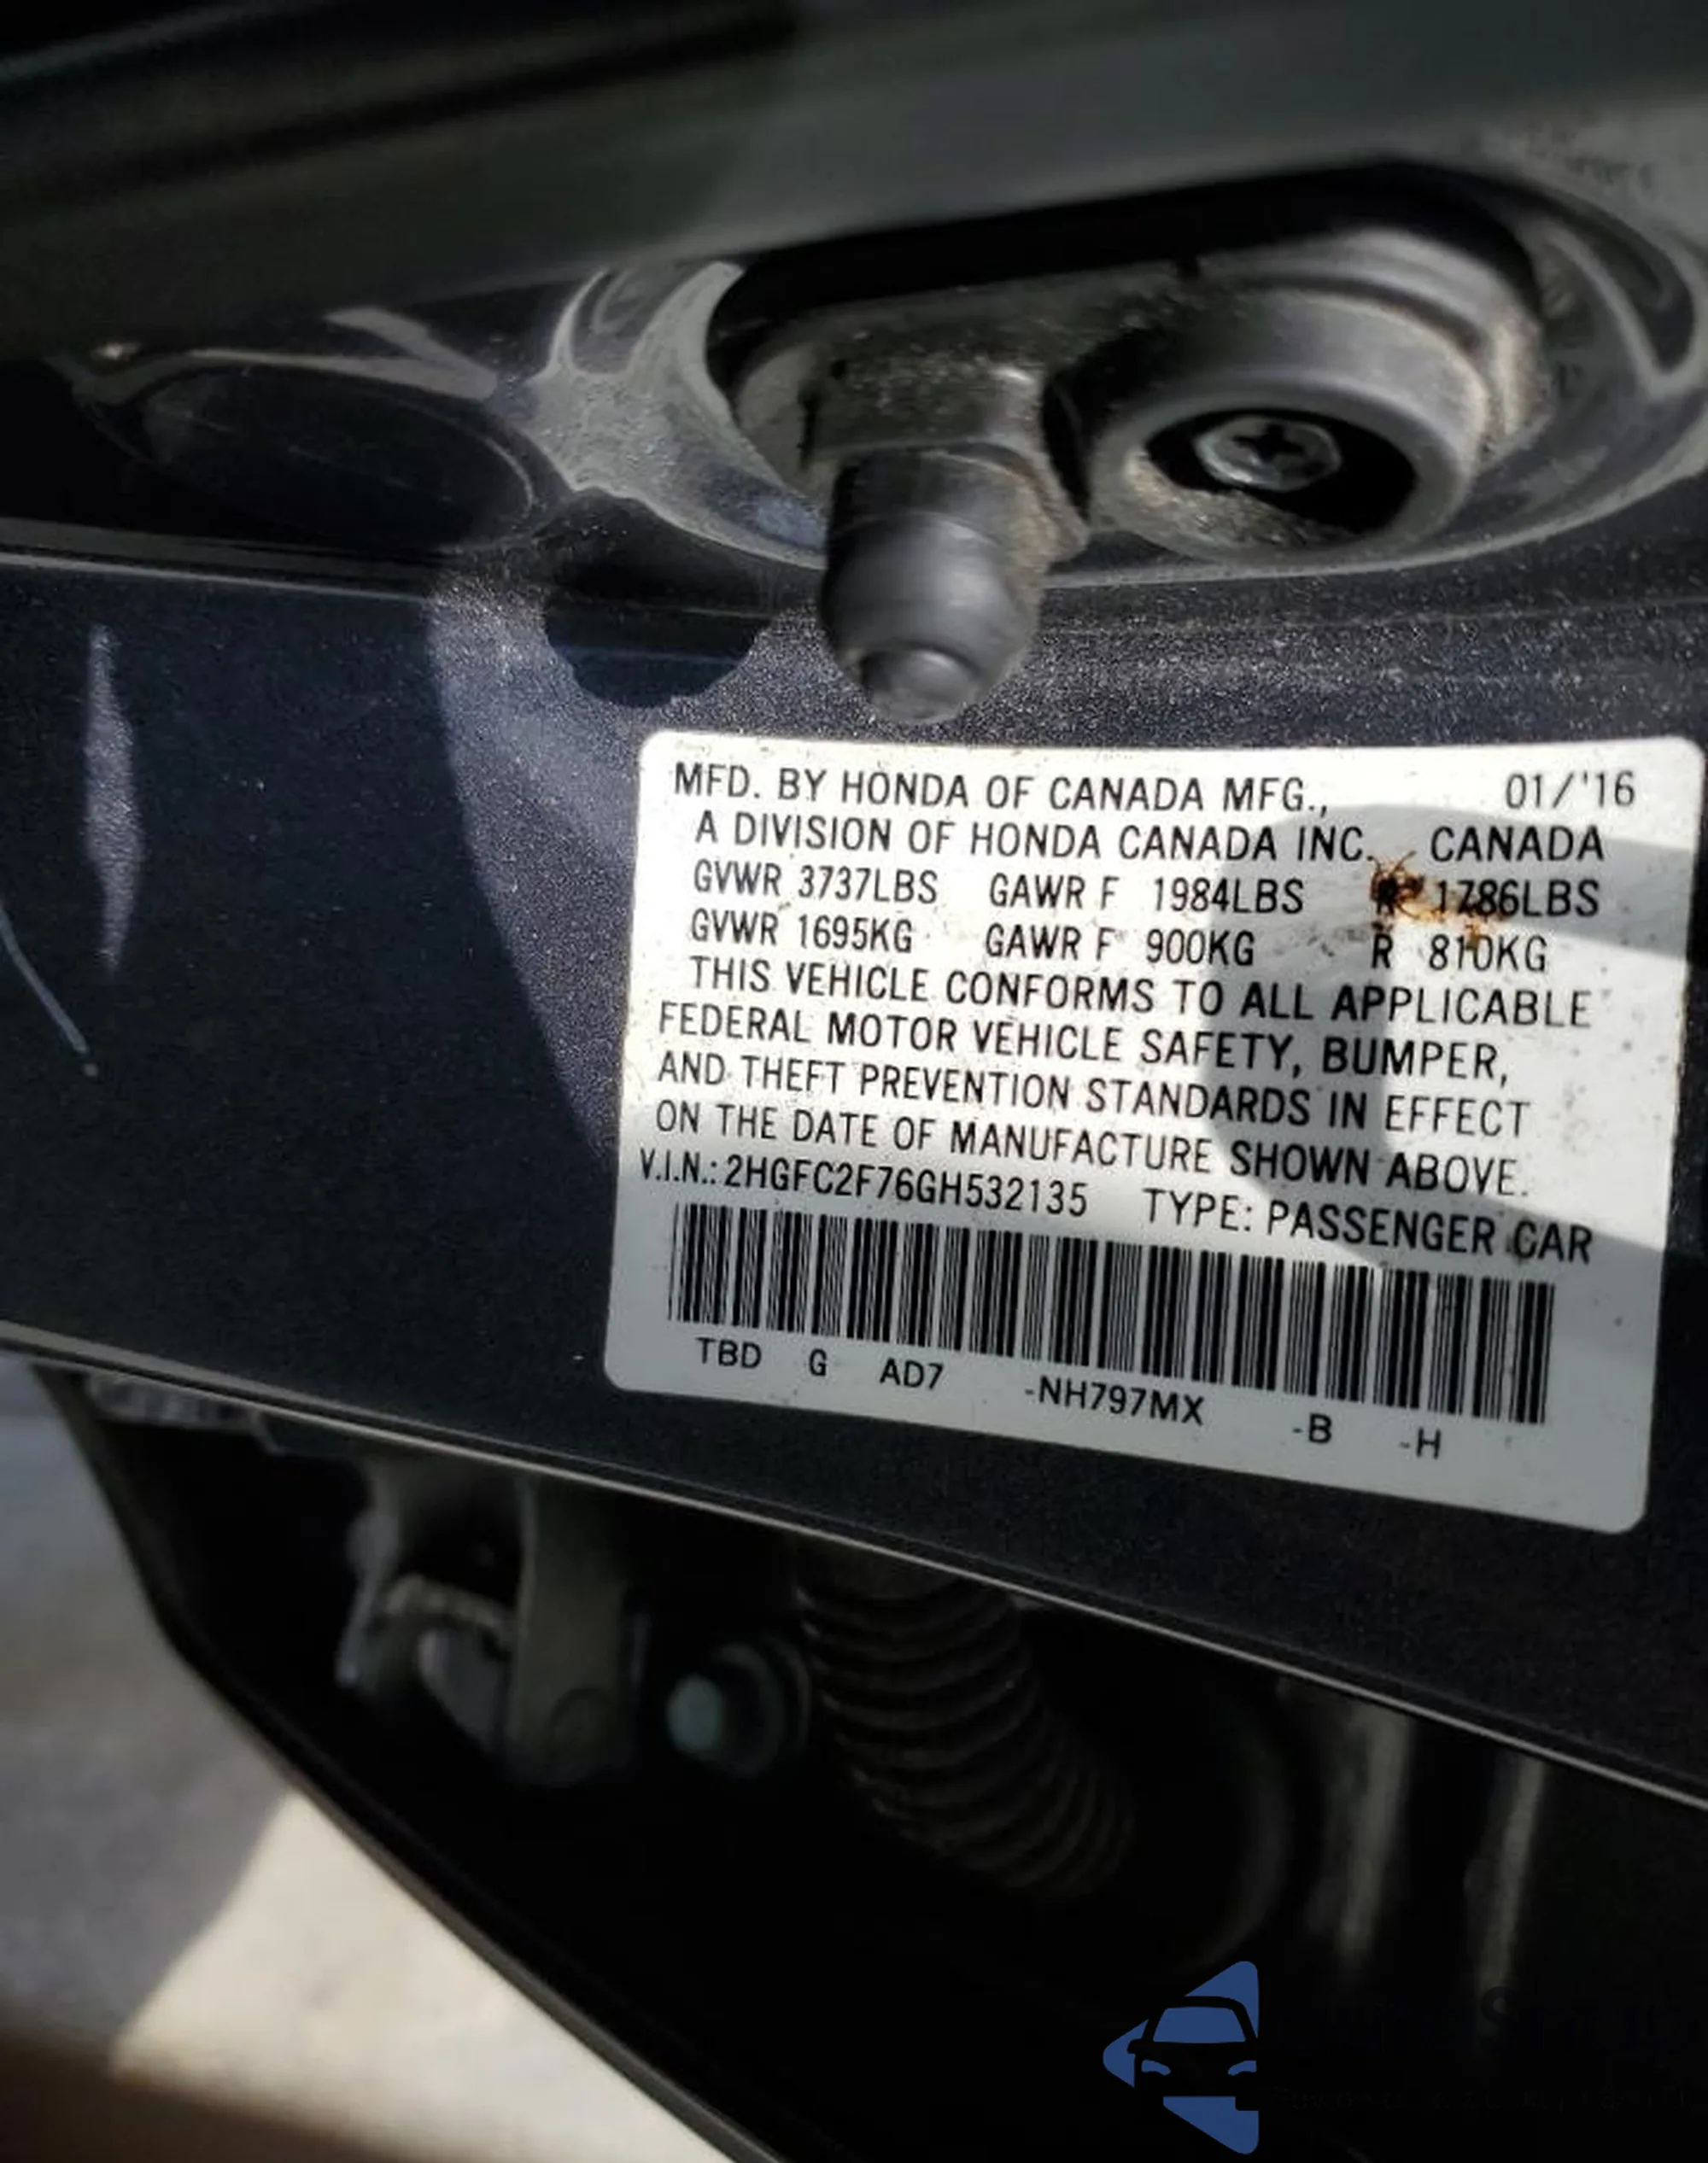 MFD. BY HONDA OF CANADA MFG., 01/'16
A DIVISION OF HONDA CANADA INC. CANADA
GVWR 3737LBS GAWR F 1984LBS R 1786LBS
GVWR 1695KG GAWR F 900KG R 810KG
THIS VEHICLE CONFORMS TO ALL APPLICABLE
FEDERAL MOTOR VEHICLE SAFETY, BUMPER,
AND THEFT PREVENTION STANDARDS IN EFFECT
ON THE DATE OF MANUFACTURE SHOWN ABOVE.
V.I.N.: 2HGFC2F76GH532135 TYPE: PASSENGER CAR
TBD G AD7 -NH797MX -B -H